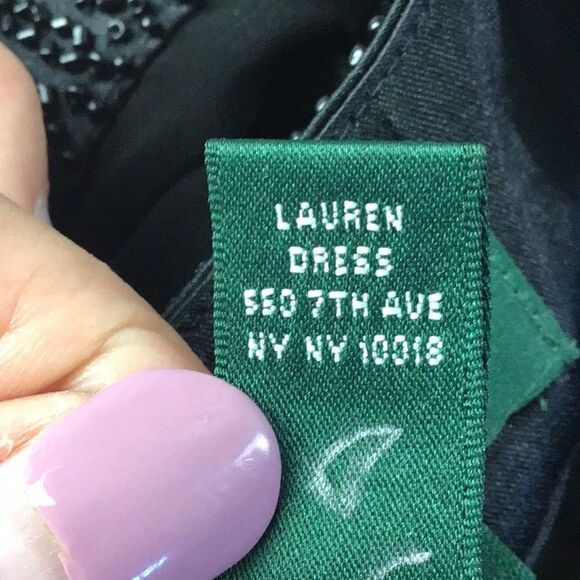 LAUREN
DRESS
550 7TH AVE
NY NY 10018